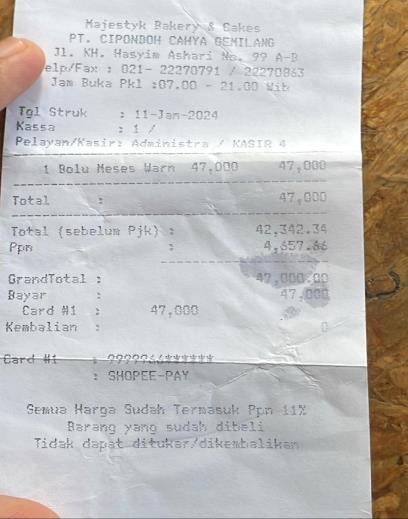 Majestyk Bakery & Cakes
PT. CIPONDOH CAHYA GEMILANG
Jl. KH. Hasyim Ashari No. 99 A-B
elp/Fax : 021- 22270791 / 22270863
Jam Buka Pkl :07.00 - 21.00 Wib
Tgl Struk : 11-Jan-2024
Kassa : 1 /
Pelayan/Kasir: Administra / KASIR 4
1 Bolu Meses Warn 47,000 47,000
Total : 47,000
Total (sebelum Pjk) : 42,342.34
Ppn : 4,657.66
GrandTotal : 47,000.00
Bayar : 47,000
Card #1 : 47,000
Kembalian : 0
Card #1 : 9999966******
: SHOPEE-PAY
Semua Harga Sudah Termasuk Ppn 11%
Barang yang sudah dibeli
Tidak dapat ditukar/dikembalikan